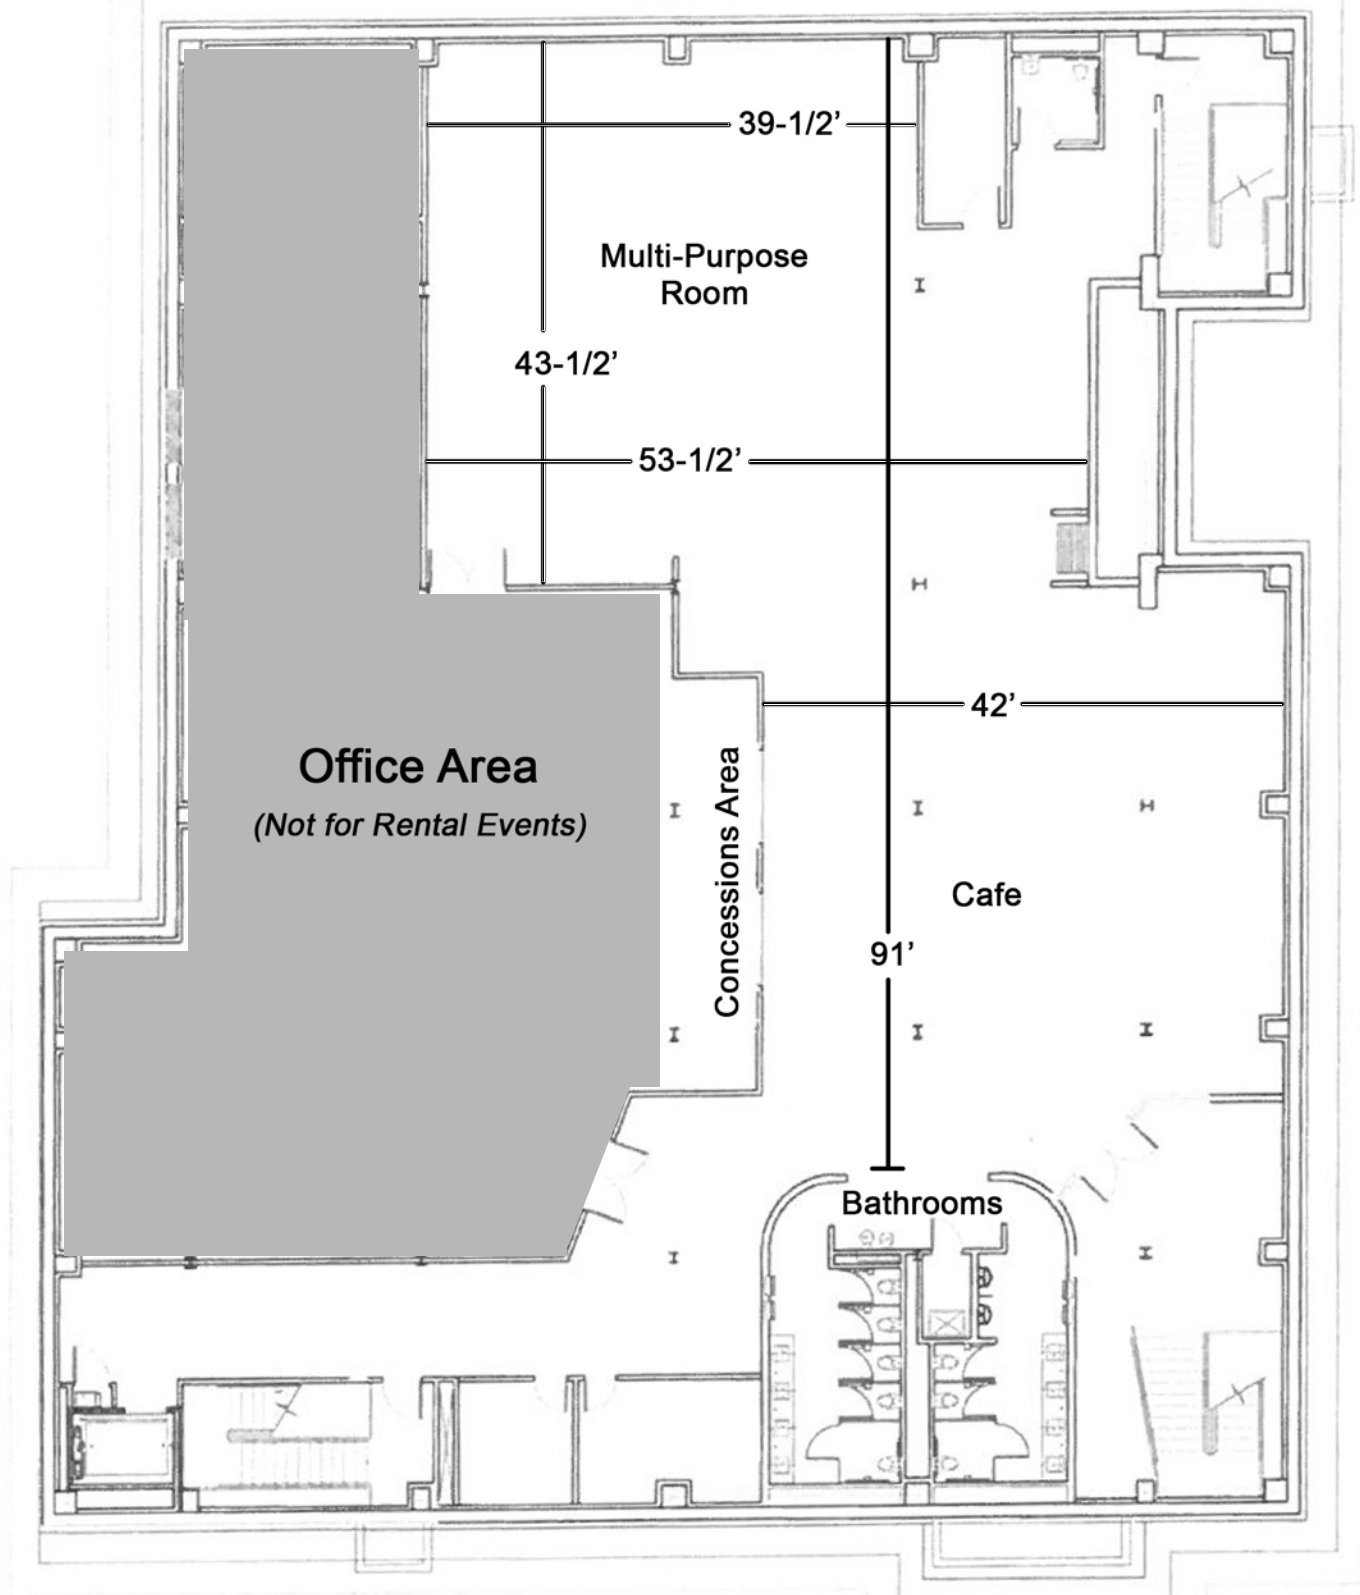 39-1/2’
Multi-Purpose
Room
43-1/2’
53-1/2’
42’
Office Area
(Not for Rental Events)
Concessions Area
Cafe
91’
Bathrooms